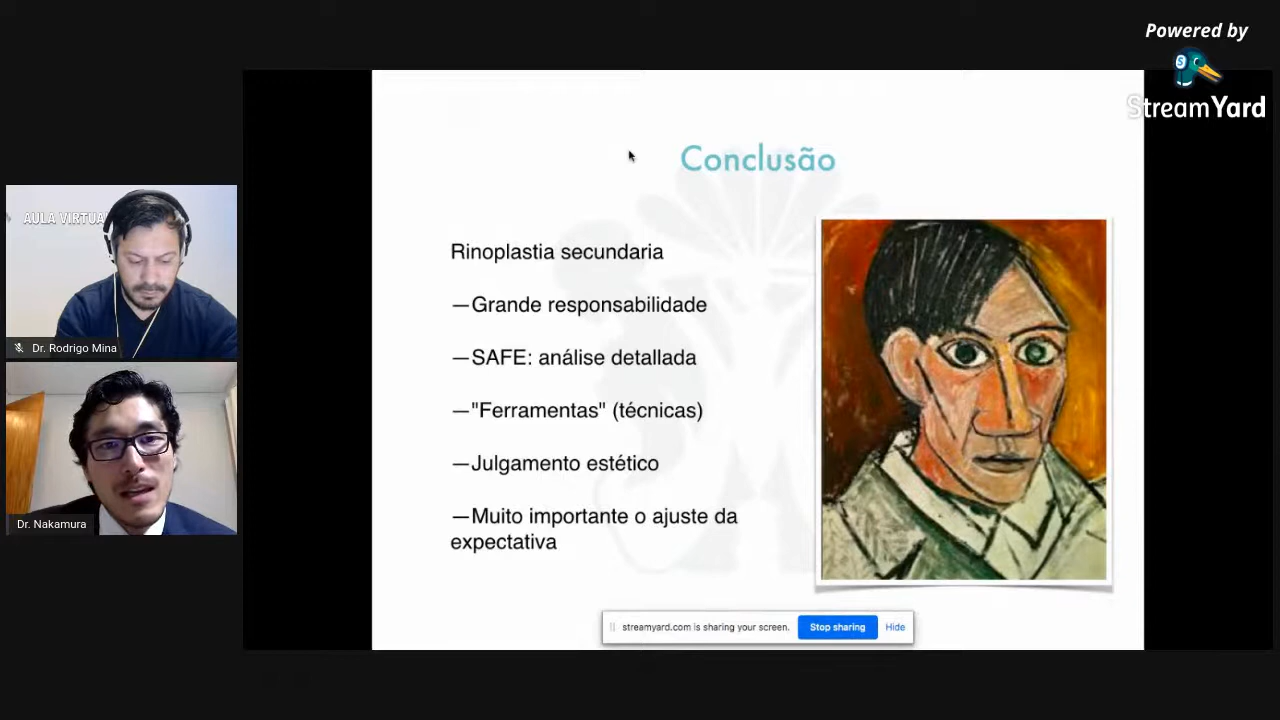 Powered by
StreamYard
Conclusão
AULA VIRTUA
Rinoplastia secundaria
—Grande responsabilidade
—SAFE: análise detallada
—"Ferramentas" (técnicas)
—Julgamento estético
—Muito importante o ajuste da
expectativa
Dr. Rodrigo Mina
Dr. Nakamura
streamyard.com is sharing your screen.
Stop sharing
Hide